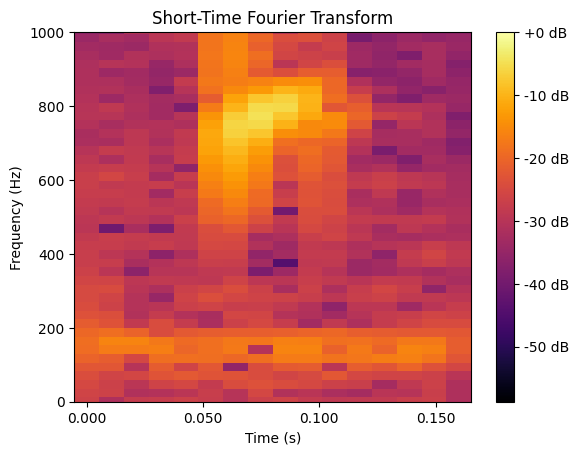 Short-Time Fourier Transform
1000
800
600
400
200
0
Frequency (Hz)
0.000
0.050
0.100
0.150
Time (s)
+0 dB
-10 dB
-20 dB
-30 dB
-40 dB
-50 dB